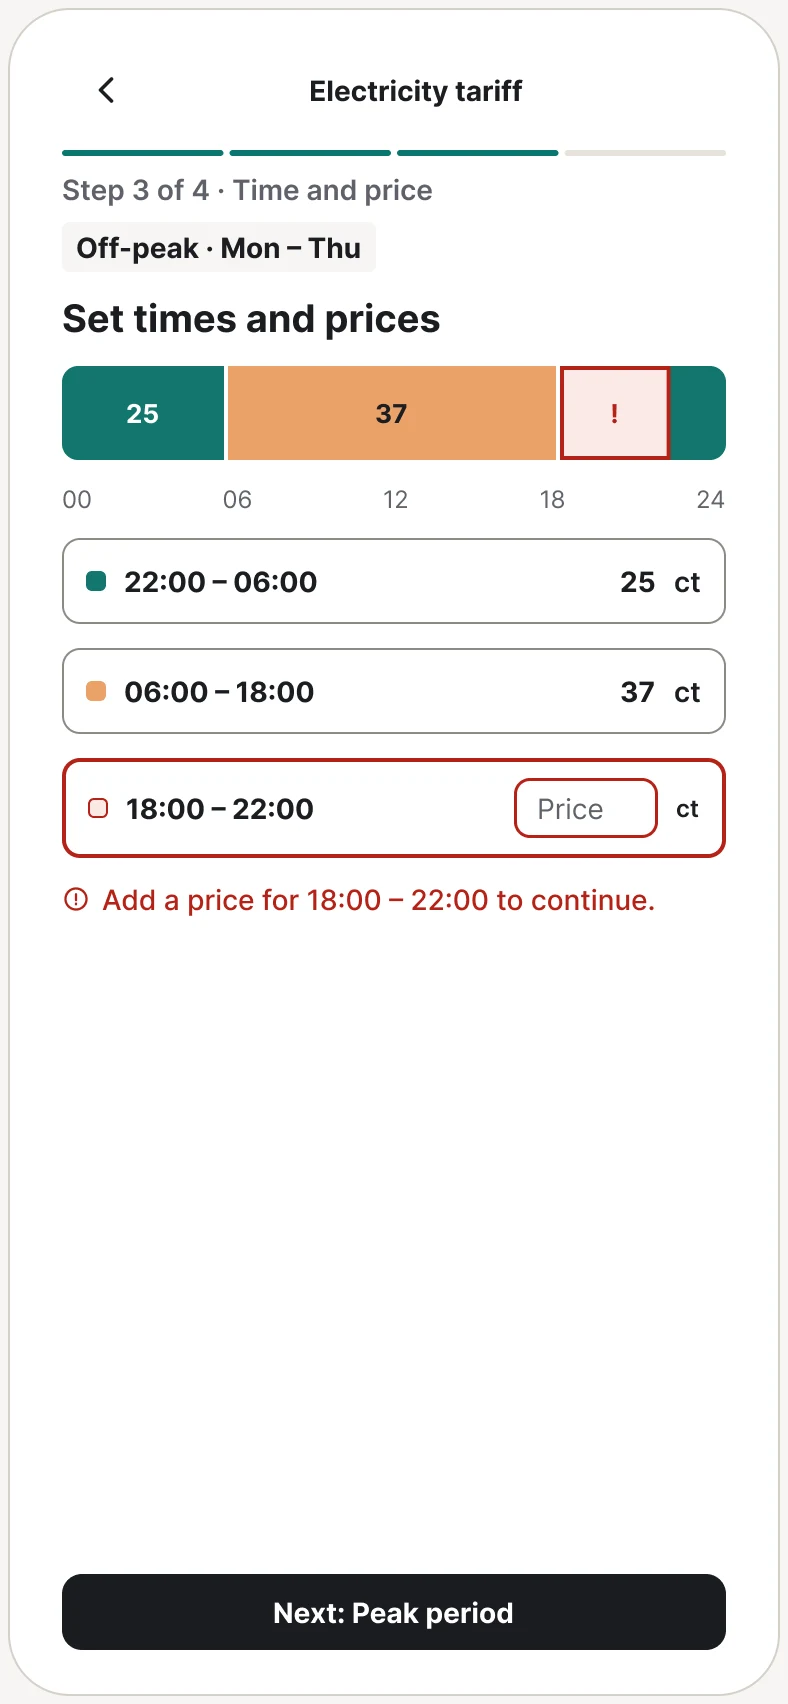 Electricity tariff
Step 3 of 4 · Time and price
Off-peak · Mon – Thu
Set times and prices
25 37 !
00 06 12 18 24
22:00 – 06:00 25 ct
06:00 – 18:00 37 ct
18:00 – 22:00 Price ct
Add a price for 18:00 – 22:00 to continue.
Next: Peak period